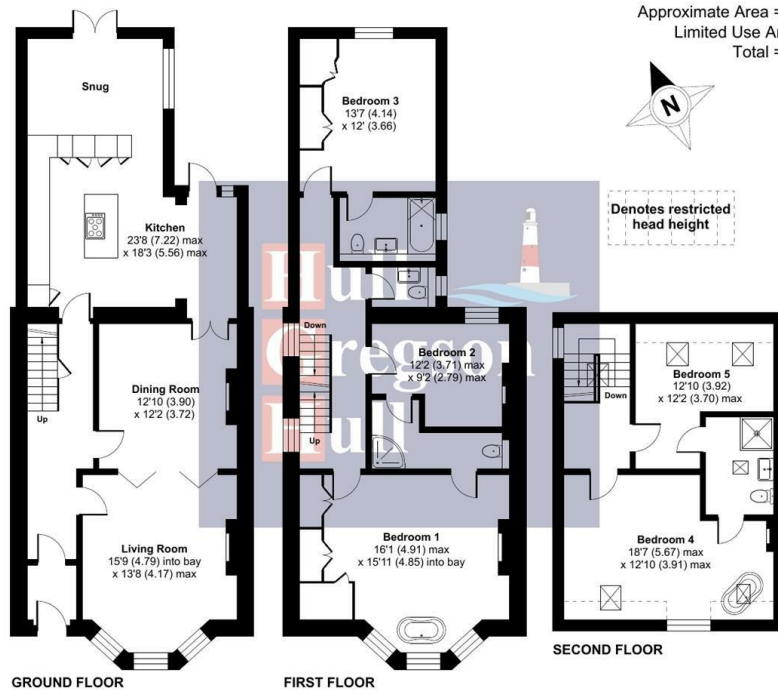 Approximate Area =
Limited Use Ar
Total =
N
Denotes restricted
head height
Snug
Kitchen
23'8 (7.22) max
x 18'3 (5.56) max
Up
Dining Room
12'10 (3.90)
x 12'2 (3.72)
Living Room
15'9 (4.79) into bay
x 13'8 (4.17) max
GROUND FLOOR
Bedroom 3
13'7 (4.14)
x 12' (3.66)
Down
Up
Bedroom 2
12'2 (3.71) max
x 9'2 (2.79) max
Bedroom 1
16'1 (4.91) max
x 15'11 (4.85) into bay
FIRST FLOOR
Down
Bedroom 5
12'10 (3.92)
x 12'2 (3.70) max
Bedroom 4
18'7 (5.67) max
x 12'10 (3.91) max
SECOND FLOOR
Hull
Gregson
Hull